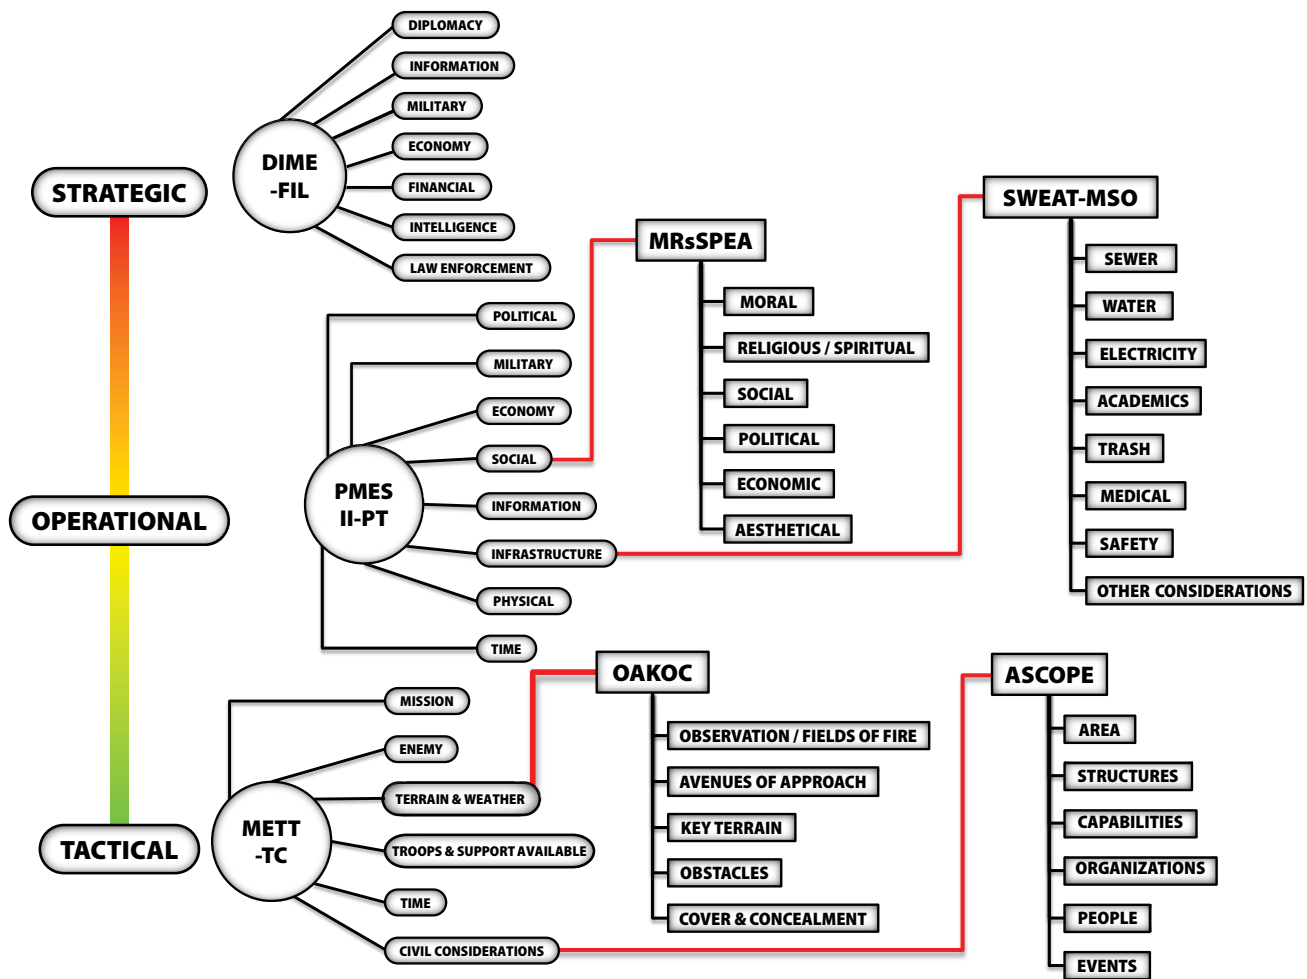 STRATEGIC
OPERATIONAL
TACTICAL
DIME
-FIL
DIPLOMACY
INFORMATION
MILITARY
ECONOMY
FINANCIAL
INTELLIGENCE
LAW ENFORCEMENT
PMES
II-PT
POLITICAL
MILITARY
ECONOMY
SOCIAL
INFORMATION
INFRASTRUCTURE
PHYSICAL
TIME
MRsSPEA
MORAL
RELIGIOUS / SPIRITUAL
SOCIAL
POLITICAL
ECONOMIC
AESTHETICAL
SWEAT-MSO
SEWER
WATER
ELECTRICITY
ACADEMICS
TRASH
MEDICAL
SAFETY
OTHER CONSIDERATIONS
METT
-TC
MISSION
ENEMY
TERRAIN & WEATHER
TROOPS & SUPPORT AVAILABLE
TIME
CIVIL CONSIDERATIONS
OAKOC
OBSERVATION / FIELDS OF FIRE
AVENUES OF APPROACH
KEY TERRAIN
OBSTACLES
COVER & CONCEALMENT
ASCOPE
AREA
STRUCTURES
CAPABILITIES
ORGANIZATIONS
PEOPLE
EVENTS